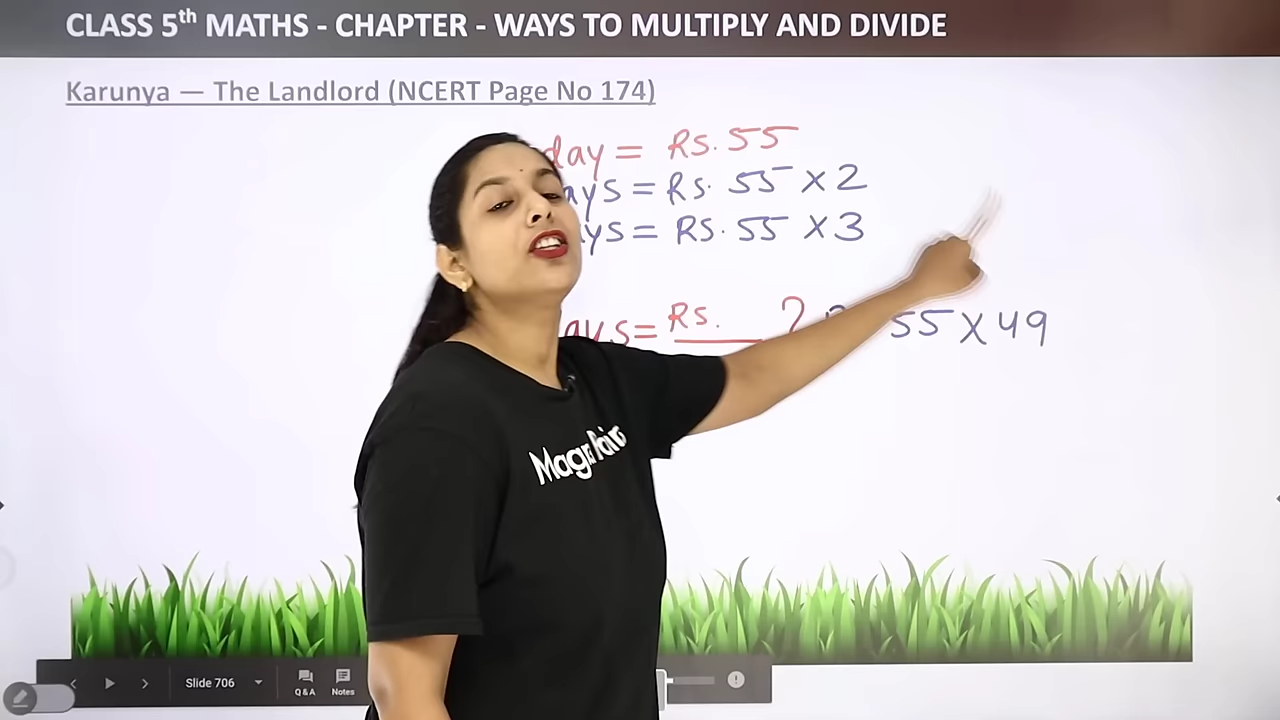 CLASS 5th MATHS - CHAPTER - WAYS TO MULTIPLY AND DIVIDE
Karunya — The Landlord (NCERT Page No 174)
day = Rs. 55
ays = Rs. 55 × 2
ys = Rs. 55 × 3
ays = Rs. ____ ? 55 × 49
Slide 706
Q & A
Notes